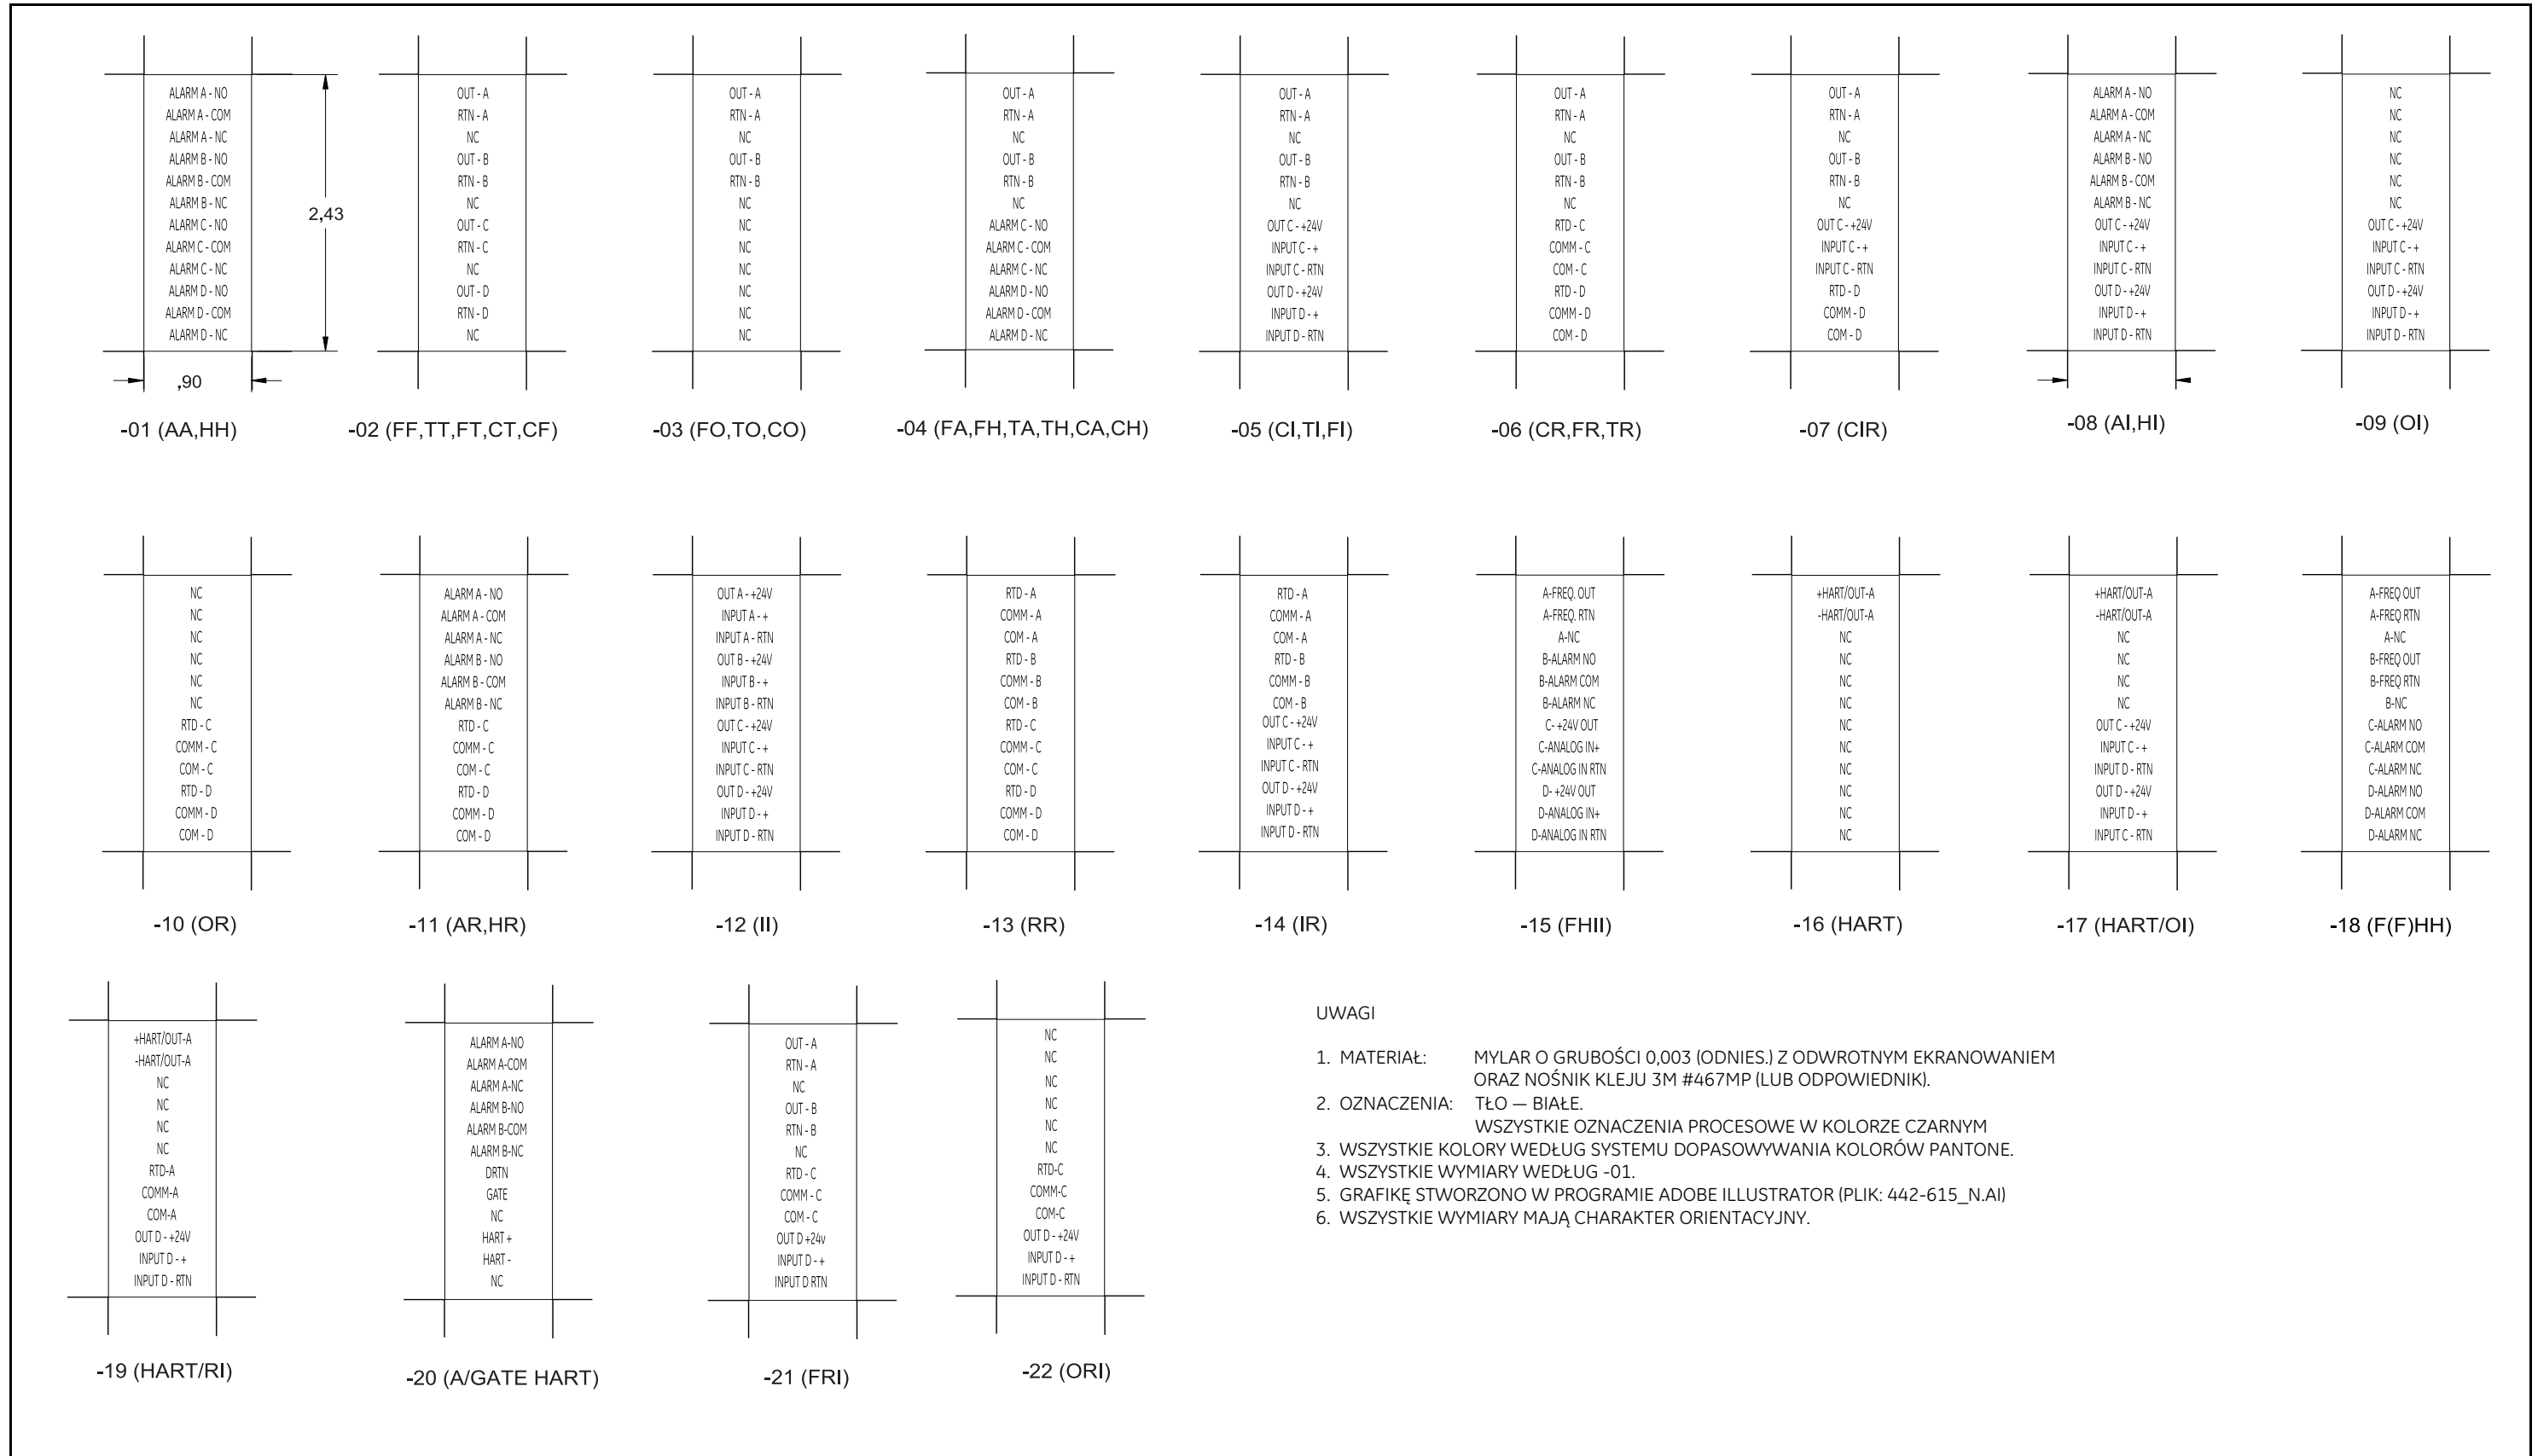 ALARM A - NO
ALARM A - COM
ALARM A - NC
ALARM B - NO
ALARM B - COM
ALARM B - NC
ALARM C - NO
ALARM C - COM
ALARM C - NC
ALARM D - NO
ALARM D - COM
ALARM D - NC
2,43
,90
-01 (AA,HH)
OUT - A
RTN - A
NC
OUT - B
RTN - B
NC
OUT - C
RTN - C
NC
OUT - D
RTN - D
NC
-02 (FF,TT,FT,CT,CF)
OUT - A
RTN - A
NC
OUT - B
RTN - B
NC
NC
NC
NC
NC
NC
NC
-03 (FO,TO,CO)
OUT - A
RTN - A
NC
OUT - B
RTN - B
NC
ALARM C - NO
ALARM C - COM
ALARM C - NC
ALARM D - NO
ALARM D - COM
ALARM D - NC
-04 (FA,FH,TA,TH,CA,CH)
OUT - A
RTN - A
NC
OUT - B
RTN - B
NC
OUT C - +24V
INPUT C - +
INPUT C - RTN
OUT D - +24V
INPUT D - +
INPUT D - RTN
-05 (CI,TI,FI)
OUT - A
RTN - A
NC
OUT - B
RTN - B
NC
RTD - C
COMM - C
COM - C
RTD - D
COMM - D
COM - D
-06 (CR,FR,TR)
OUT - A
RTN - A
NC
OUT - B
RTN - B
NC
OUT C - +24V
INPUT C - +
INPUT C - RTN
RTD - D
COMM - D
COM - D
-07 (CIR)
ALARM A - NO
ALARM A - COM
ALARM A - NC
ALARM B - NO
ALARM B - COM
ALARM B - NC
OUT C - +24V
INPUT C - +
INPUT C - RTN
OUT D - +24V
INPUT D - +
INPUT D - RTN
-08 (AI,HI)
NC
NC
NC
NC
NC
NC
OUT C - +24V
INPUT C - +
INPUT C - RTN
OUT D - +24V
INPUT D - +
INPUT D - RTN
-09 (OI)
NC
NC
NC
NC
NC
NC
RTD - C
COMM - C
COM - C
RTD - D
COMM - D
COM - D
-10 (OR)
ALARM A - NO
ALARM A - COM
ALARM A - NC
ALARM B - NO
ALARM B - COM
ALARM B - NC
RTD - C
COMM - C
COM - C
RTD - D
COMM - D
COM - D
-11 (AR,HR)
OUT A - +24V
INPUT A - +
INPUT A - RTN
OUT B - +24V
INPUT B - +
INPUT B - RTN
OUT C - +24V
INPUT C - +
INPUT C - RTN
OUT D - +24V
INPUT D - +
INPUT D - RTN
-12 (II)
RTD - A
COMM - A
COM - A
RTD - B
COMM - B
COM - B
RTD - C
COMM - C
COM - C
RTD - D
COMM - D
COM - D
-13 (RR)
RTD - A
COMM - A
COM - A
RTD - B
COMM - B
COM - B
OUT C - +24V
INPUT C - +
INPUT C - RTN
OUT D - +24V
INPUT D - +
INPUT D - RTN
-14 (IR)
A-FREQ. OUT
A-FREQ. RTN
A-NC
B-ALARM NO
B-ALARM COM
B-ALARM NC
C- +24V OUT
C-ANALOG IN+
C-ANALOG IN RTN
D- +24V OUT
D-ANALOG IN+
D-ANALOG IN RTN
-15 (FHII)
+HART/OUT-A
-HART/OUT-A
NC
NC
NC
NC
NC
NC
NC
NC
NC
NC
-16 (HART)
+HART/OUT-A
-HART/OUT-A
NC
NC
NC
NC
OUT C - +24V
INPUT C - +
INPUT D - RTN
OUT D - +24V
INPUT D - +
INPUT C - RTN
-17 (HART/OI)
A-FREQ OUT
A-FREQ RTN
A-NC
B-FREQ OUT
B-FREQ RTN
B-NC
C-ALARM NO
C-ALARM COM
C-ALARM NC
D-ALARM NO
D-ALARM COM
D-ALARM NC
-18 (F(F)HH)
+HART/OUT-A
-HART/OUT-A
NC
NC
NC
NC
RTD-A
COMM-A
COM-A
OUT D - +24V
INPUT D - +
INPUT D - RTN
-19 (HART/RI)
ALARM A-NO
ALARM A-COM
ALARM A-NC
ALARM B-NO
ALARM B-COM
ALARM B-NC
DRTN
GATE
NC
HART +
HART -
NC
-20 (A/GATE HART)
OUT - A
RTN - A
NC
OUT - B
RTN - B
NC
RTD - C
COMM - C
COM - C
OUT D +24v
INPUT D - +
INPUT D RTN
-21 (FRI)
NC
NC
NC
NC
NC
NC
RTD-C
COMM-C
COM-C
OUT D - +24V
INPUT D - +
INPUT D - RTN
-22 (ORI)
UWAGI
1. MATERIAŁ: MYLAR O GRUBOŚCI 0,003 (ODNIES.) Z ODWROTNYM EKRANOWANIEM
ORAZ NOŚNIK KLEJU 3M #467MP (LUB ODPOWIEDNIK).
2. OZNACZENIA: TŁO — BIAŁE.
WSZYSTKIE OZNACZENIA PROCESOWE W KOLORZE CZARNYM
3. WSZYSTKIE KOLORY WEDŁUG SYSTEMU DOPASOWYWANIA KOLORÓW PANTONE.
4. WSZYSTKIE WYMIARY WEDŁUG -01.
5. GRAFIKĘ STWORZONO W PROGRAMIE ADOBE ILLUSTRATOR (PLIK: 442-615_N.AI)
6. WSZYSTKIE WYMIARY MAJĄ CHARAKTER ORIENTACYJNY.